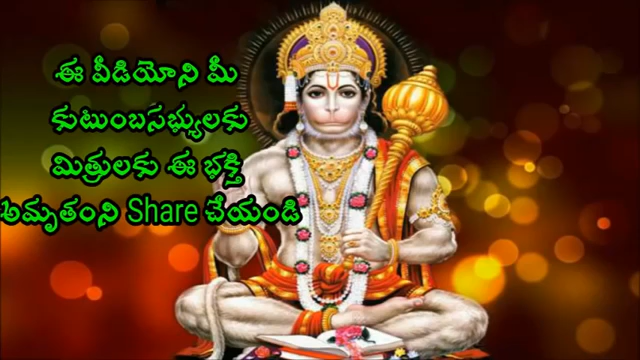 ఈ వీడియోని మీ
కుటుంబసభ్యులకు
మిత్రులకు ఈ భక్తి
అమృతంని Share చేయండి